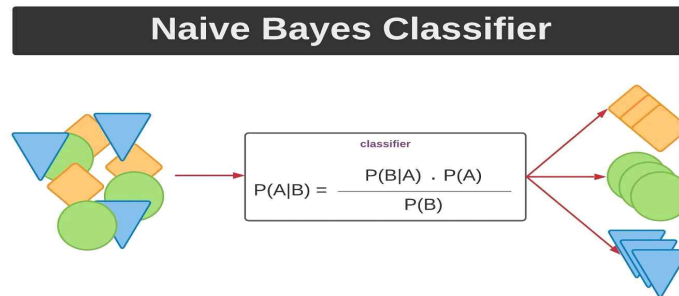 Naive Bayes Classifier
classifier
P(A|B) = P(B|A) . P(A)
P(B)